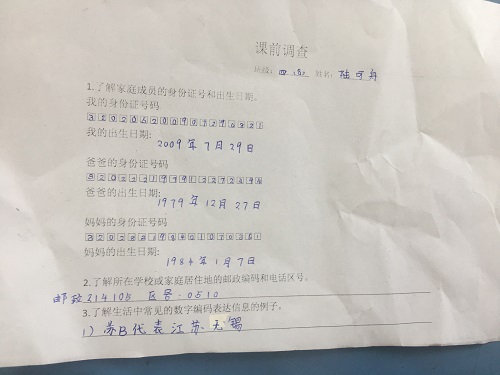 课前调查
班级: 姓名: 陆可舟
1.了解家庭成员的身份证号和出生日期。
我的身份证号码
我的出生日期:
2009年7月29日
爸爸的身份证号码
爸爸的出生日期:
1979年12月27日
妈妈的身份证号码
妈妈的出生日期:
1984年1月7日
2.了解所在学校或家庭居住地的邮政编码和电话区号。
邮政214105 区号:0510
3.了解生活中常见的数字编码表达信息的例子。
1) 苏B代表江苏无锡